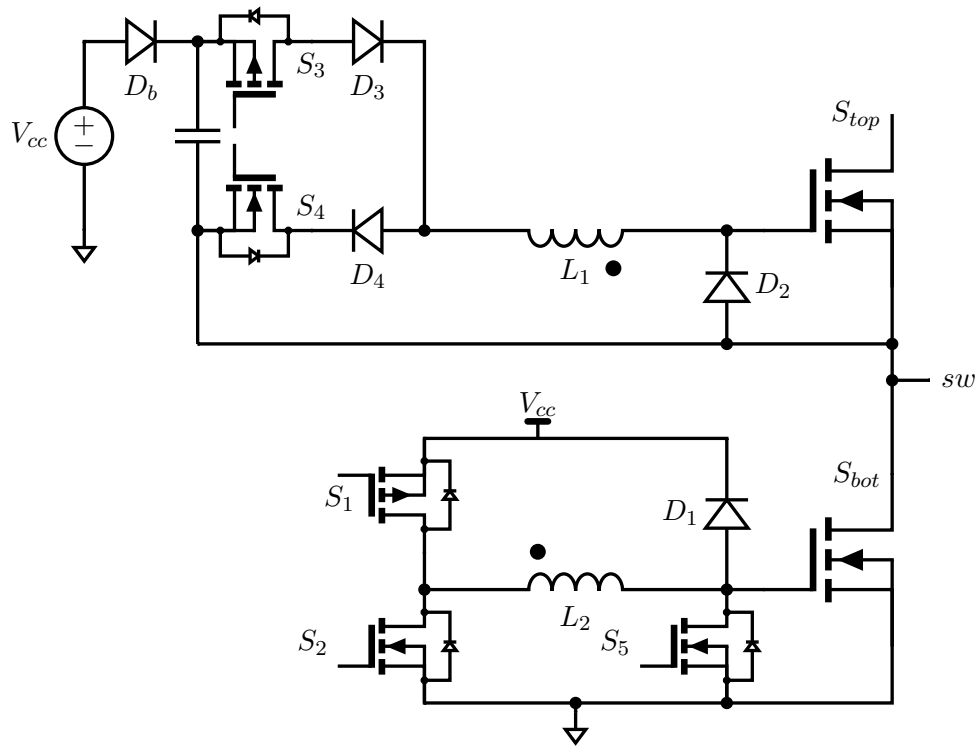 S_3
D_b
D_3
V_cc
+
−
S_top
S_4
D_4
L_1
D_2
sw
V_cc
S_bot
S_1
D_1
L_2
S_2
S_5